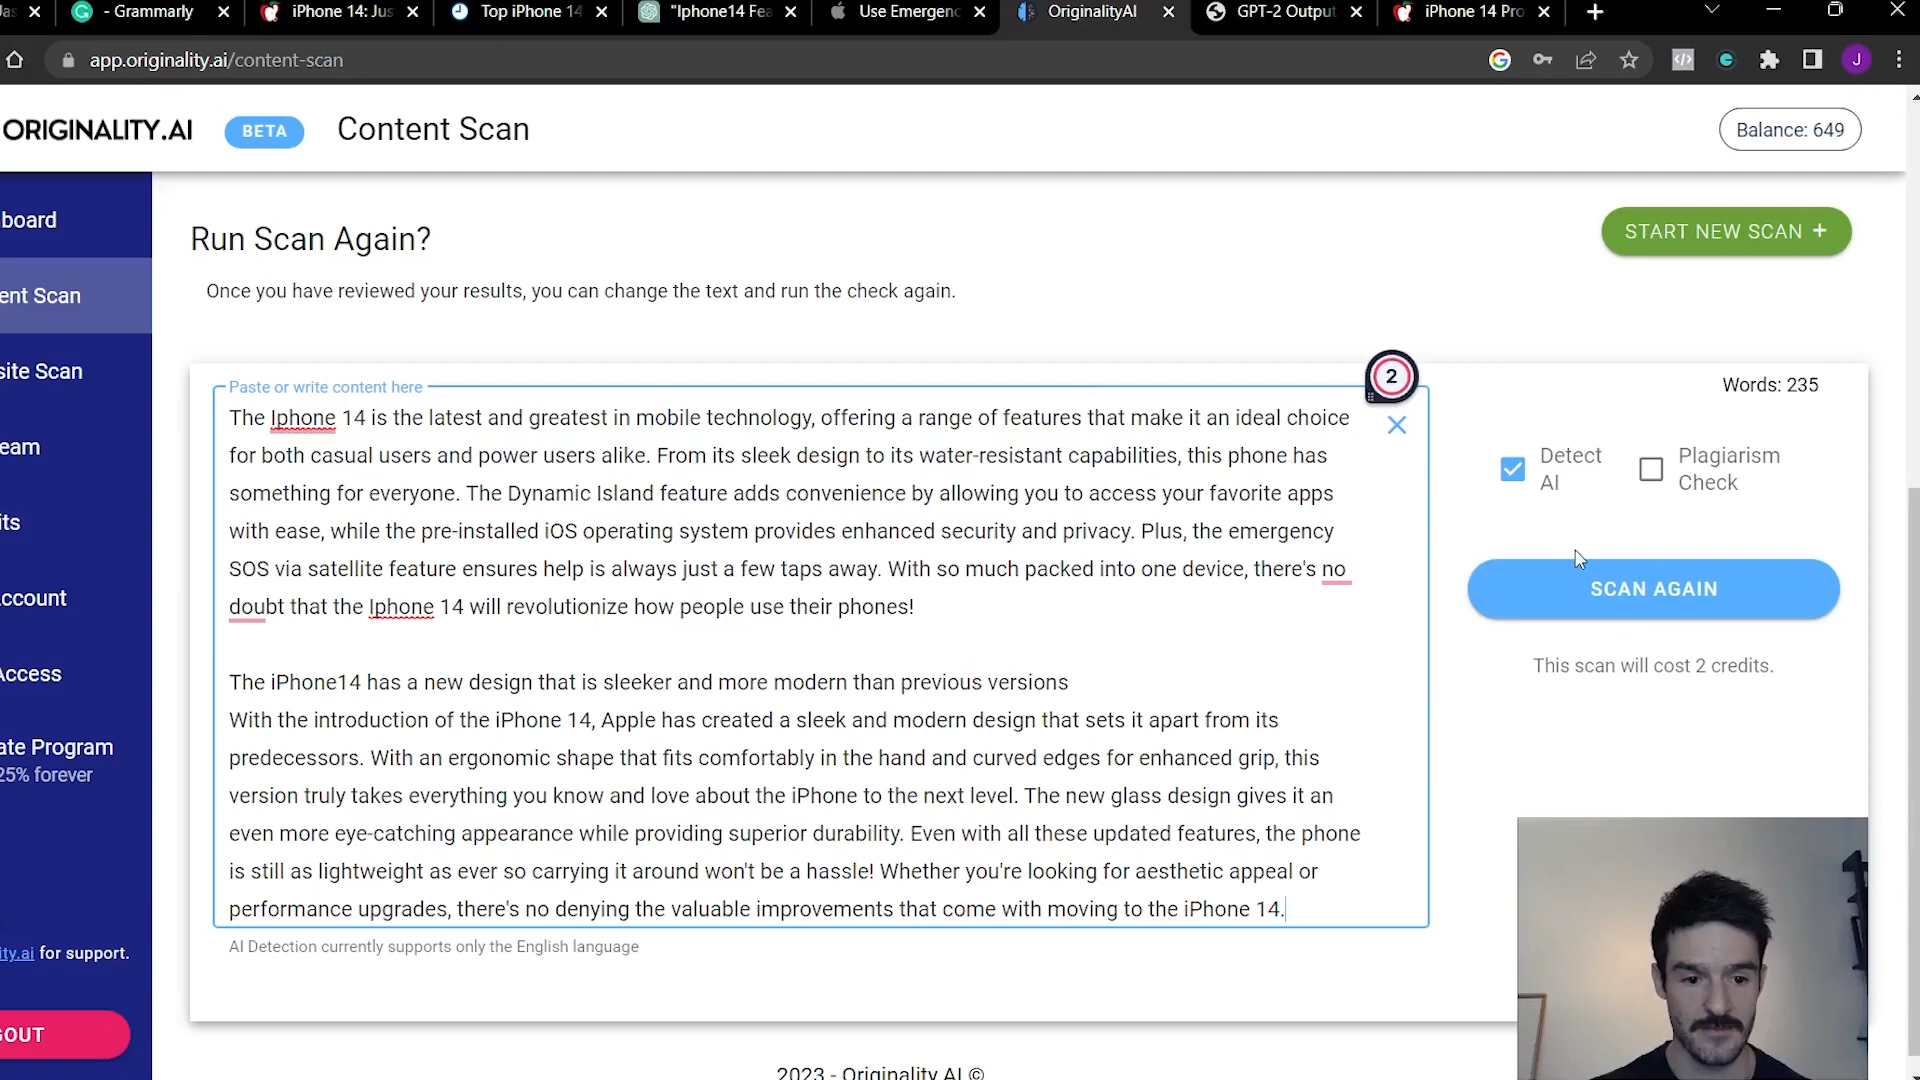 as
- Grammarly
iPhone 14: Jus
Top iPhone 14
"Iphone14 Fea
Use Emergenc
OriginalityAI
GPT-2 Output
iPhone 14 Pro
app.originality.ai/content-scan
J
ORIGINALITY.AI
BETA
Content Scan
Balance: 649
board
ent Scan
site Scan
eam
its
ccount
Access
ate Program
25% forever
ity.ai for support.
GOUT
Run Scan Again?
START NEW SCAN +
Once you have reviewed your results, you can change the text and run the check again.
Paste or write content here
2
The Iphone 14 is the latest and greatest in mobile technology, offering a range of features that make it an ideal choice
for both casual users and power users alike. From its sleek design to its water-resistant capabilities, this phone has
something for everyone. The Dynamic Island feature adds convenience by allowing you to access your favorite apps
with ease, while the pre-installed iOS operating system provides enhanced security and privacy. Plus, the emergency
SOS via satellite feature ensures help is always just a few taps away. With so much packed into one device, there's no
doubt that the Iphone 14 will revolutionize how people use their phones!
The iPhone14 has a new design that is sleeker and more modern than previous versions
With the introduction of the iPhone 14, Apple has created a sleek and modern design that sets it apart from its
predecessors. With an ergonomic shape that fits comfortably in the hand and curved edges for enhanced grip, this
version truly takes everything you know and love about the iPhone to the next level. The new glass design gives it an
even more eye-catching appearance while providing superior durability. Even with all these updated features, the phone
is still as lightweight as ever so carrying it around won't be a hassle! Whether you're looking for aesthetic appeal or
performance upgrades, there's no denying the valuable improvements that come with moving to the iPhone 14.
AI Detection currently supports only the English language
Words: 235
Detect
AI
Plagiarism
Check
SCAN AGAIN
This scan will cost 2 credits.
2023 - Originality AI ©